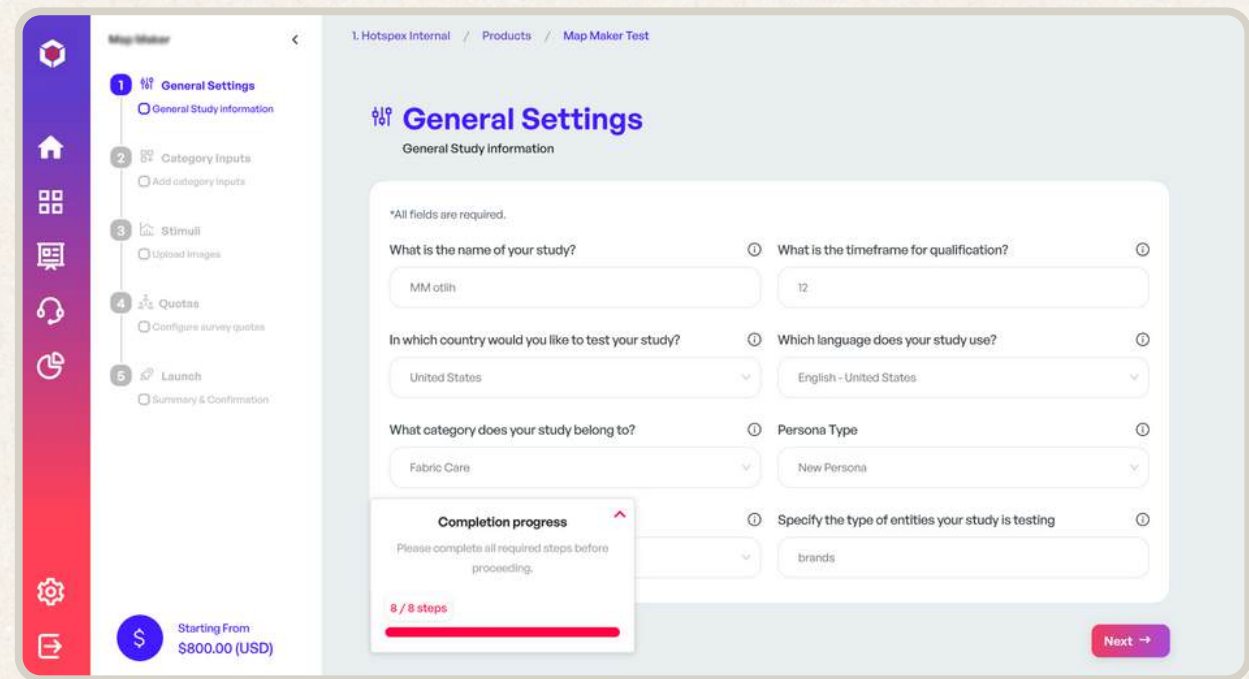 Map Maker
1. Hotspex Internal / Products / Map Maker Test
1 General Settings
General Study information
2 Category Inputs
Add category inputs
3 Stimuli
Upload Images
4 Quotas
Configure survey quotas
5 Launch
Summary & Confirmation
$
Starting From
$800.00 (USD)
General Settings
General Study information
*All fields are required.
What is the name of your study?
MM otiih
What is the timeframe for qualification?
12
In which country would you like to test your study?
United States
Which language does your study use?
English - United States
What category does your study belong to?
Fabric Care
Persona Type
New Persona
Specify the type of entities your study is testing
brands
Completion progress
Please complete all required steps before
proceeding.
8 / 8 steps
Next →